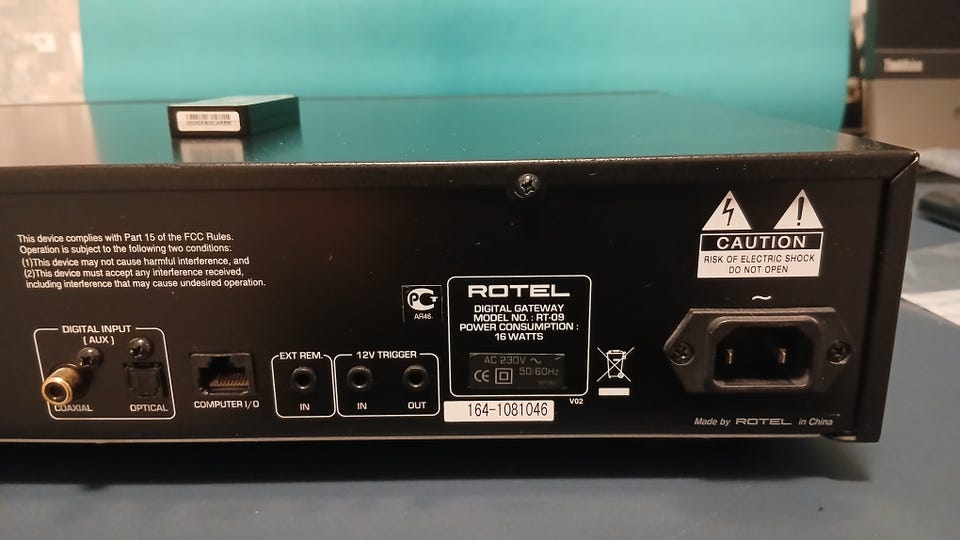 ThinkVision
This device complies with Part 15 of the FCC Rules.
Operation is subject to the following two conditions:
(1)This device may not cause harmful interference, and
(2)This device must accept any interference received,
including interference that may cause undesired operation.
DIGITAL INPUT
( AUX )
COAXIAL
OPTICAL
COMPUTER I/O
EXT REM.
IN
12V TRIGGER
IN
OUT
РСТ
АЯ46
ROTEL
DIGITAL GATEWAY
MODEL NO. : RT-09
POWER CONSUMPTION :
16 WATTS
AC 230V ~
50/60Hz
CE
164-1081046
V02
CAUTION
RISK OF ELECTRIC SHOCK
DO NOT OPEN
~
Made by ROTEL in China